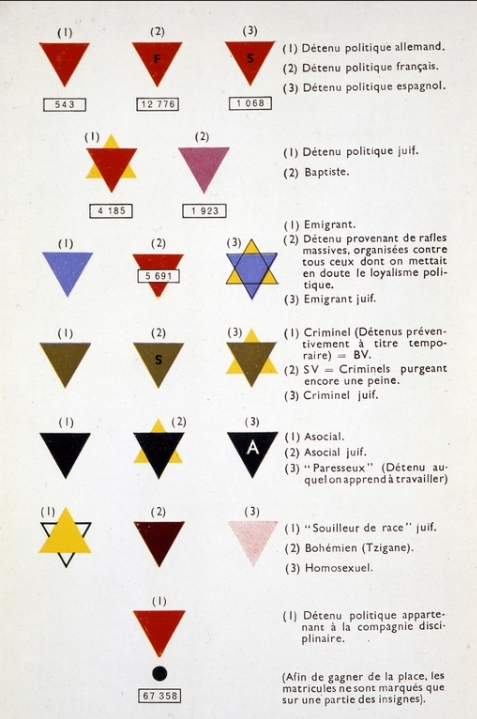 (1) (2) (3)
F S
543 12 776 1 068
(1) Détenu politique allemand.
(2) Détenu politique français.
(3) Détenu politique espagnol.
(1) (2)
4 185 1 923
(1) Détenu politique juif.
(2) Baptiste.
(1) (2) (3)
5 691
(1) Emigrant.
(2) Détenu provenant de rafles
massives, organisées contre
tous ceux dont on mettait
en doute le loyalisme poli-
tique.
(3) Emigrant juif.
(1) (2) (3)
S
(1) Criminel (Détenus préven-
tivement à titre tempo-
raire) = BV.
(2) SV = Criminels purgeant
encore une peine.
(3) Criminel juif.
(1) (2) (3)
A
(1) Asocial.
(2) Asocial juif.
(3) "Paresseux" (Détenu au-
quel on apprend à travailler)
(1) (2) (3)
(1) "Souilleur de race" juif.
(2) Bohémien (Tzigane).
(3) Homosexuel.
(1)
67 358
(1) Détenu politique apparte-
nant à la compagnie disci-
plinaire.
(Afin de gagner de la place, les
matricules ne sont marqués que
sur une partie des insignes).